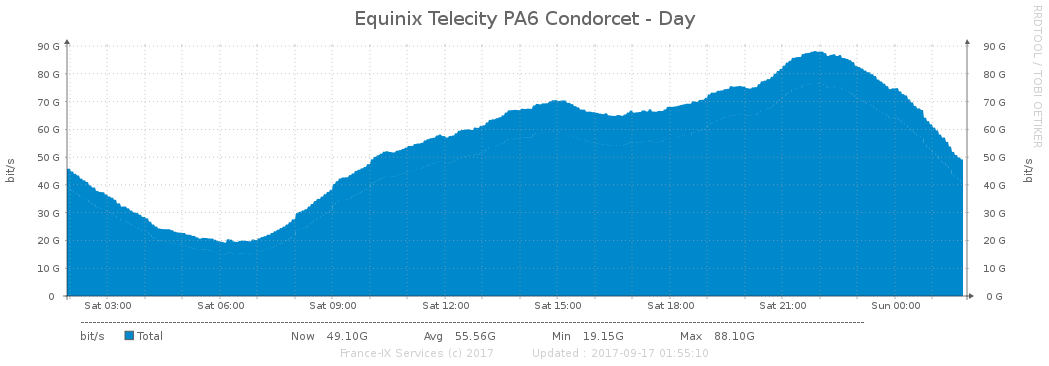 Equinix Telecity PA6 Condorcet - Day
RRDTOOL / TOBI OETIKER
90 G 90 G
80 G 80 G
70 G 70 G
60 G 60 G
50 G 50 G
40 G 40 G
30 G 30 G
20 G 20 G
10 G 10 G
0 0 G
bit/s bit/s
Sat 03:00 Sat 06:00 Sat 09:00 Sat 12:00 Sat 15:00 Sat 18:00 Sat 21:00 Sun 00:00
bit/s Total Now 49.10G Avg 55.56G Min 19.15G Max 88.10G
France-IX Services (c) 2017 Updated : 2017-09-17 01:55:10